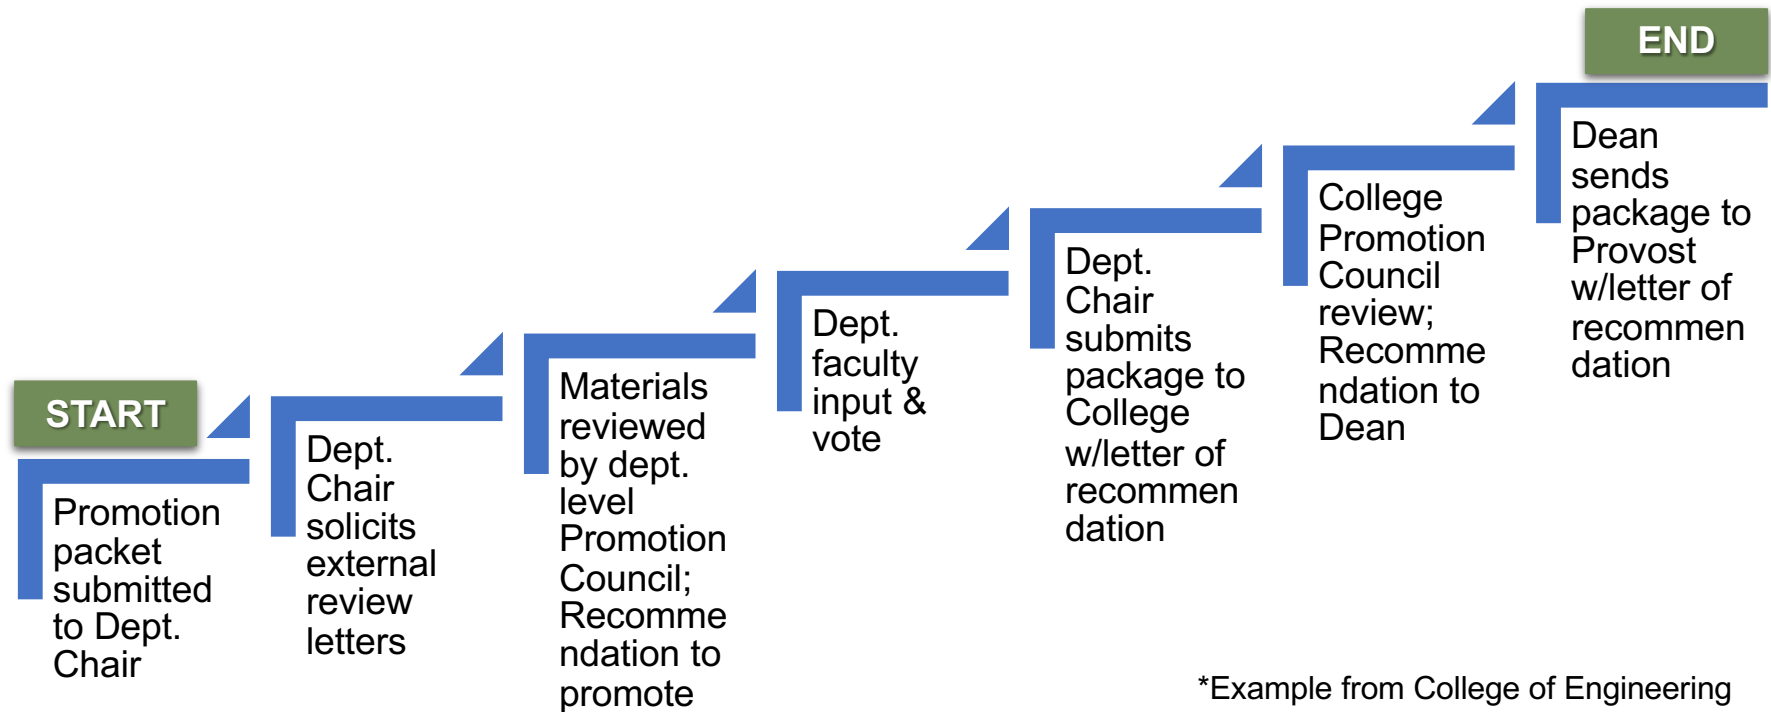 START
Promotion
packet
submitted
to Dept.
Chair
Dept.
Chair
solicits
external
review
letters
Materials
reviewed
by dept.
level
Promotion
Council;
Recomme
ndation to
promote
Dept.
faculty
input &
vote
Dept.
Chair
submits
package to
College
w/letter of
recommen
dation
College
Promotion
Council
review;
Recomme
ndation to
Dean
END
Dean
sends
package to
Provost
w/letter of
recommen
dation
*Example from College of Engineering